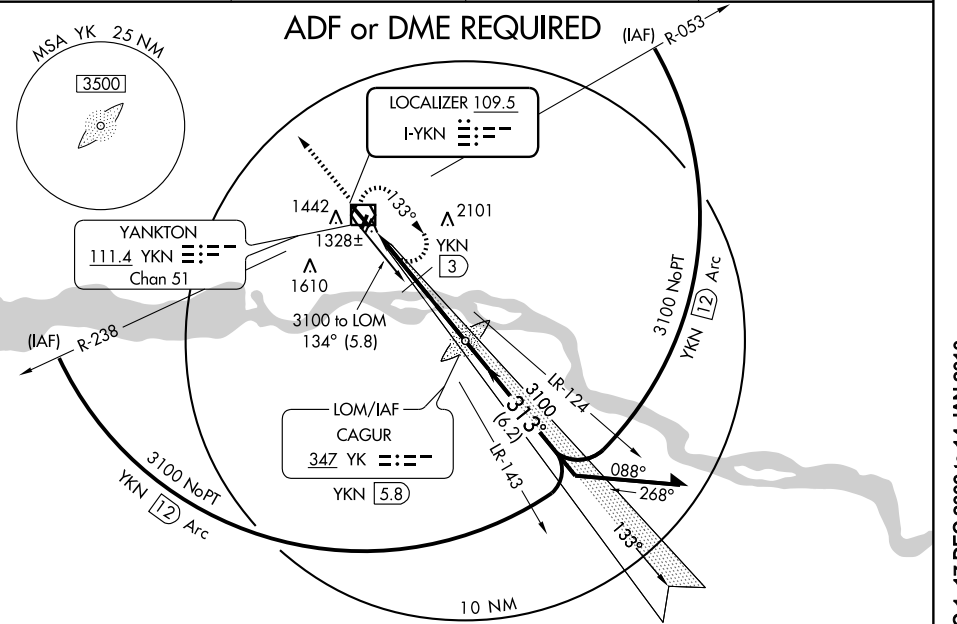 ADF or DME REQUIRED
MSA YK 25 NM
3500
(IAF) R-053
LOCALIZER 109.5
I-YKN
1442
1328±
133°
2101
YKN
3
YANKTON
111.4 YKN
Chan 51
1610
3100 to LOM
134° (5.8)
3100 NoPT
YKN 12 Arc
(IAF) R-238
LOM/IAF
CAGUR
347 YK
YKN 5.8
3100
313°
(6.2)
LR-124
LR-143
088°
268°
133°
3100 NoPT
YKN 12 Arc
10 NM